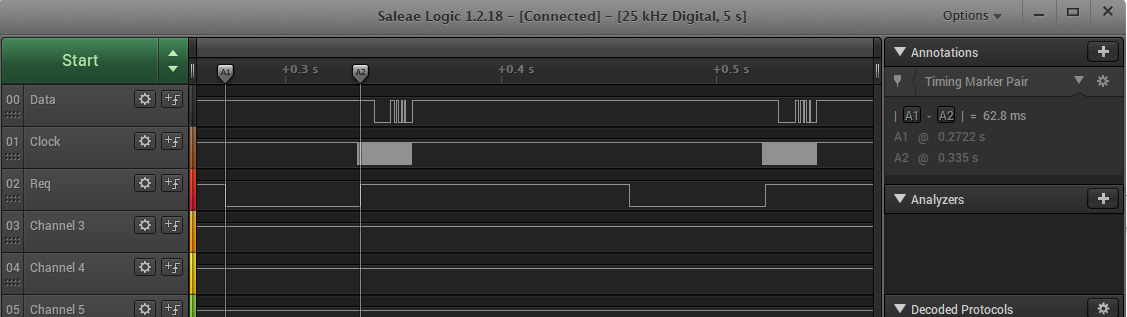 Saleae Logic 1.2.18 – [Connected] – [25 kHz Digital, 5 s]
Options
Start
+0.3 s
+0.4 s
+0.5 s
A1
A2
00 Data
01 Clock
02 Req
03 Channel 3
04 Channel 4
05 Channel 5
Annotations
Timing Marker Pair
| A1 - A2 | = 62.8 ms
A1 @ 0.2722 s
A2 @ 0.335 s
Analyzers
Decoded Protocols